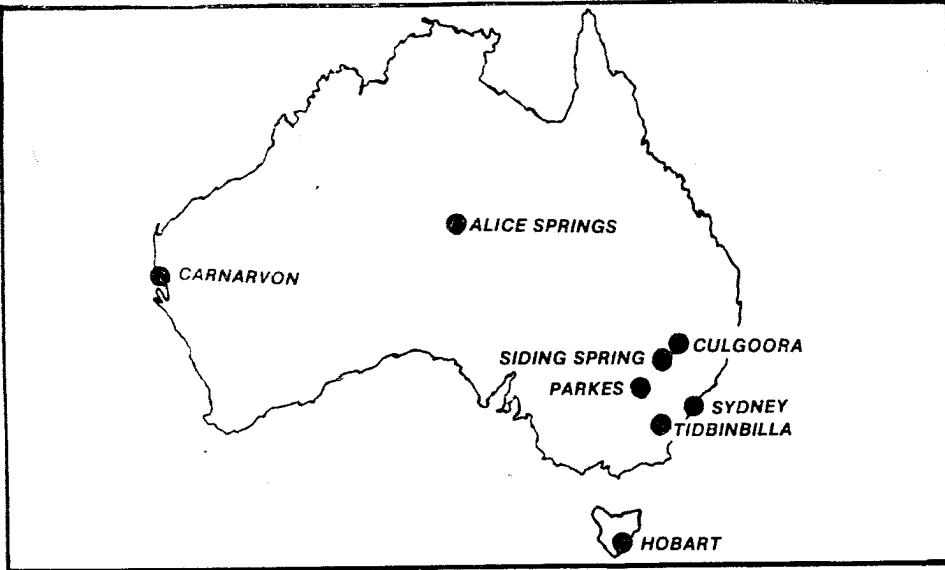 ALICE SPRINGS
CARNARVON
CULGOORA
SIDING SPRING
PARKES
SYDNEY
TIDBINBILLA
HOBART